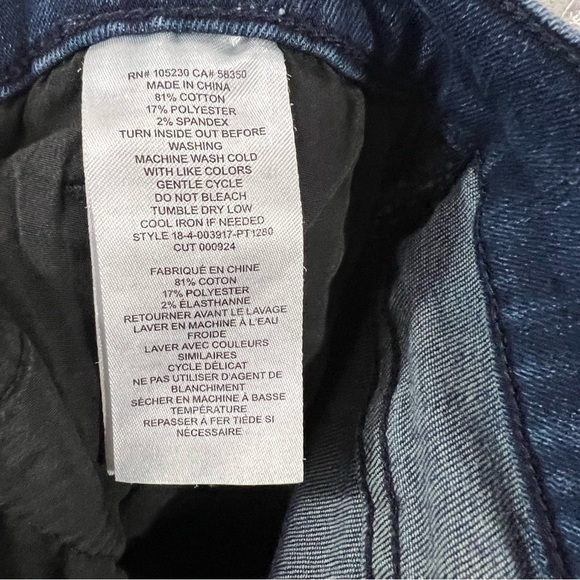 RN# 105230 CA# 58350
MADE IN CHINA
81% COTTON
17% POLYESTER
2% SPANDEX
TURN INSIDE OUT BEFORE
WASHING
MACHINE WASH COLD
WITH LIKE COLORS
GENTLE CYCLE
DO NOT BLEACH
TUMBLE DRY LOW
COOL IRON IF NEEDED
STYLE 18-4-003917-PT1280
CUT 000924
FABRIQUÉ EN CHINE
81% COTON
17% POLYESTER
2% ÉLASTHANNE
RETOURNER AVANT LE LAVAGE
LAVER EN MACHINE À L'EAU
FROIDE
LAVER AVEC COULEURS
SIMILAIRES
CYCLE DÉLICAT
NE PAS UTILISER D'AGENT DE
BLANCHIMENT
SÉCHER EN MACHINE À BASSE
TEMPÉRATURE
REPASSER À FER TIÈDE SI
NÉCESSAIRE